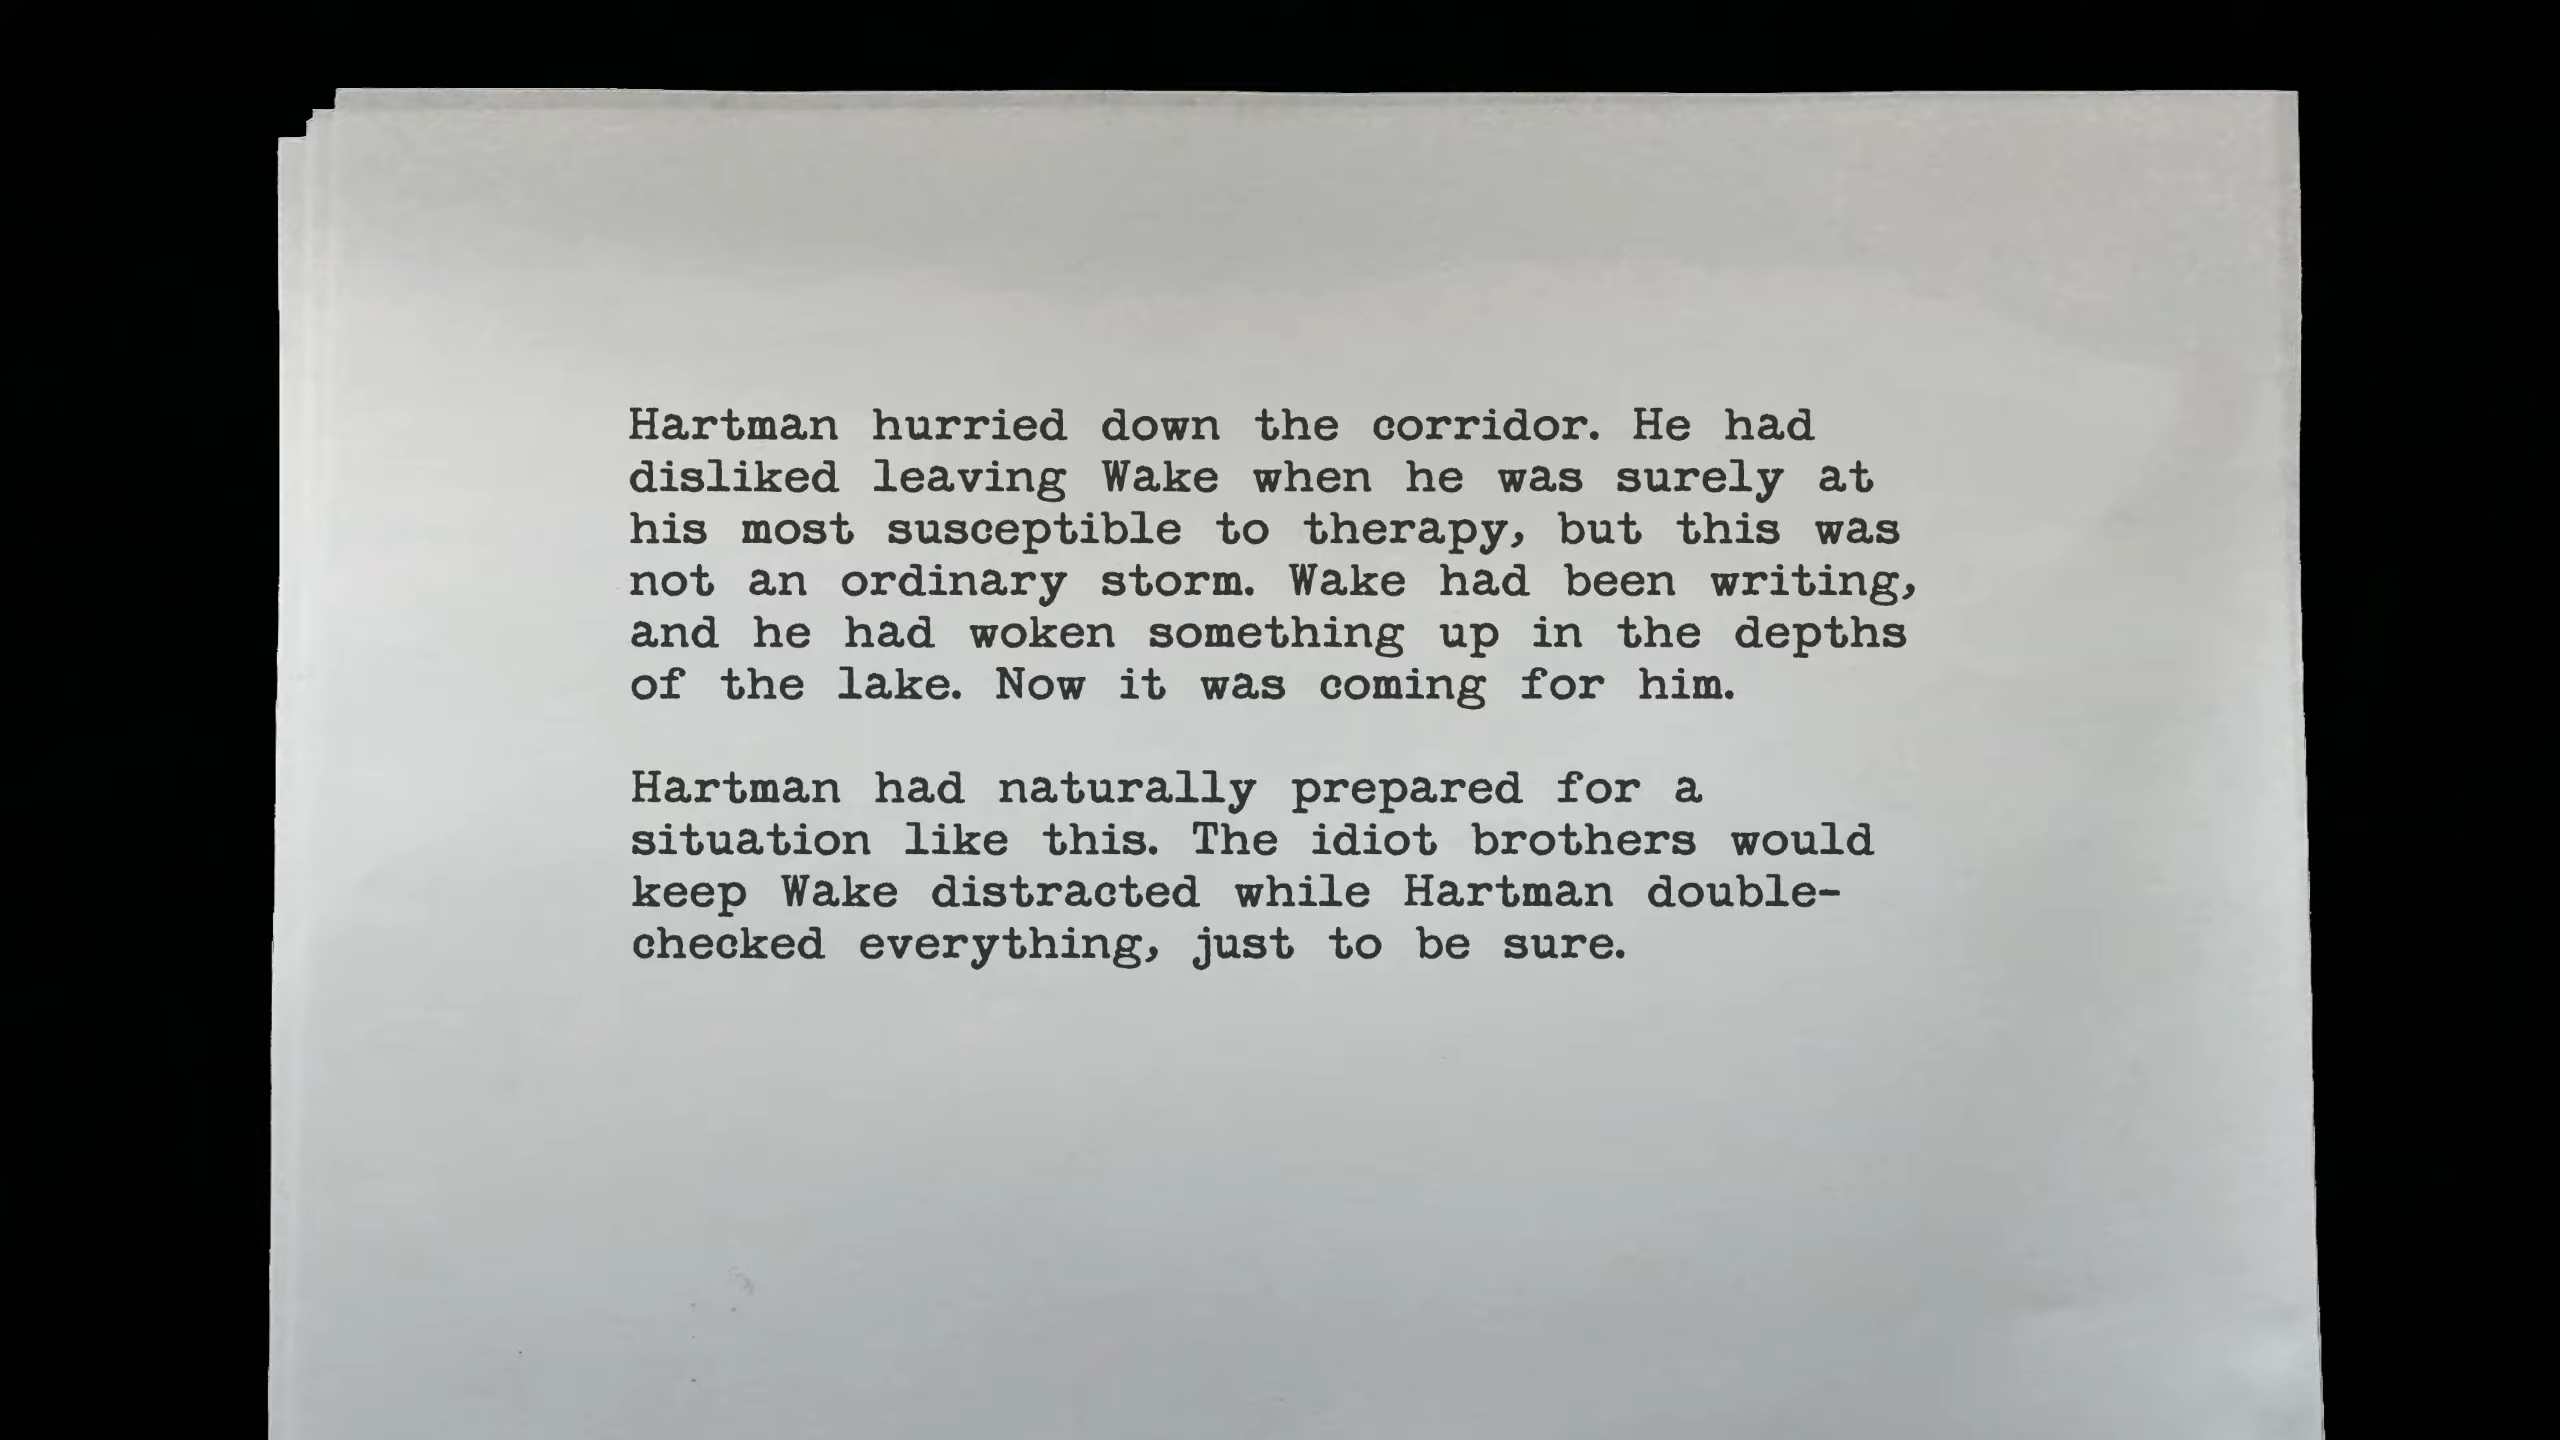 Hartman hurried down the corridor. He had
disliked leaving Wake when he was surely at
his most susceptible to therapy, but this was
not an ordinary storm. Wake had been writing,
and he had woken something up in the depths
of the lake. Now it was coming for him.
Hartman had naturally prepared for a
situation like this. The idiot brothers would
keep Wake distracted while Hartman double-
checked everything, just to be sure.